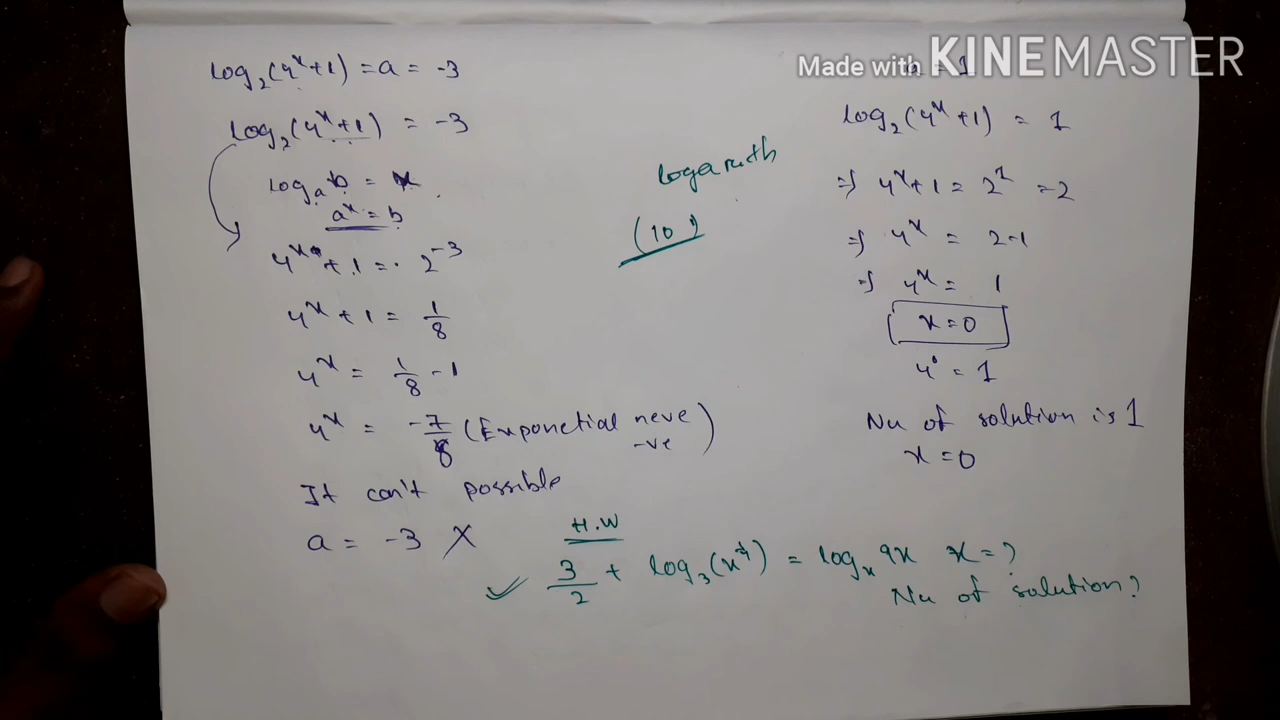 log₂(4ˣ+1) = a = -3
log₂(4ˣ+1) = -3
logₐb = x
aˣ = b
4ˣ + 1 = 2⁻³
4ˣ + 1 = 1/8
4ˣ = 1/8 - 1
4ˣ = -7/8 (Exponetial neve -ve)
It can't possible
a = -3 X
logaruth
(10)
Made with KINEMASTER
log₂(4ˣ+1) = 1
⇒ 4ˣ+1 = 2¹ = 2
⇒ 4ˣ = 2-1
⇒ 4ˣ = 1
x=0
4⁰ = 1
Nu of solution is 1
x=0
H.W
✓ 3/2 + log₃(x⁴) = logₓ 9x x = ?
Nu of solution?